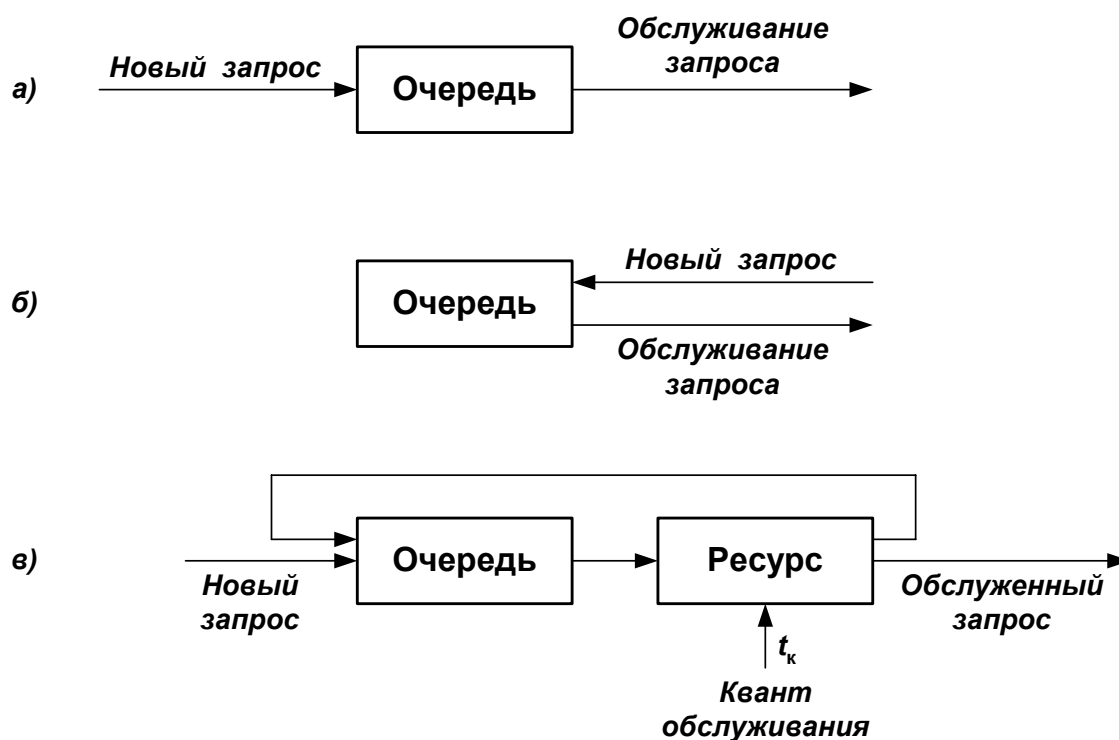 а)
Новый запрос
Очередь
Обслуживание
запроса
б)
Очередь
Новый запрос
Обслуживание
запроса
в)
Новый
запрос
Очередь
Ресурс
Обслуженный
запрос
tк
Квант
обслуживания